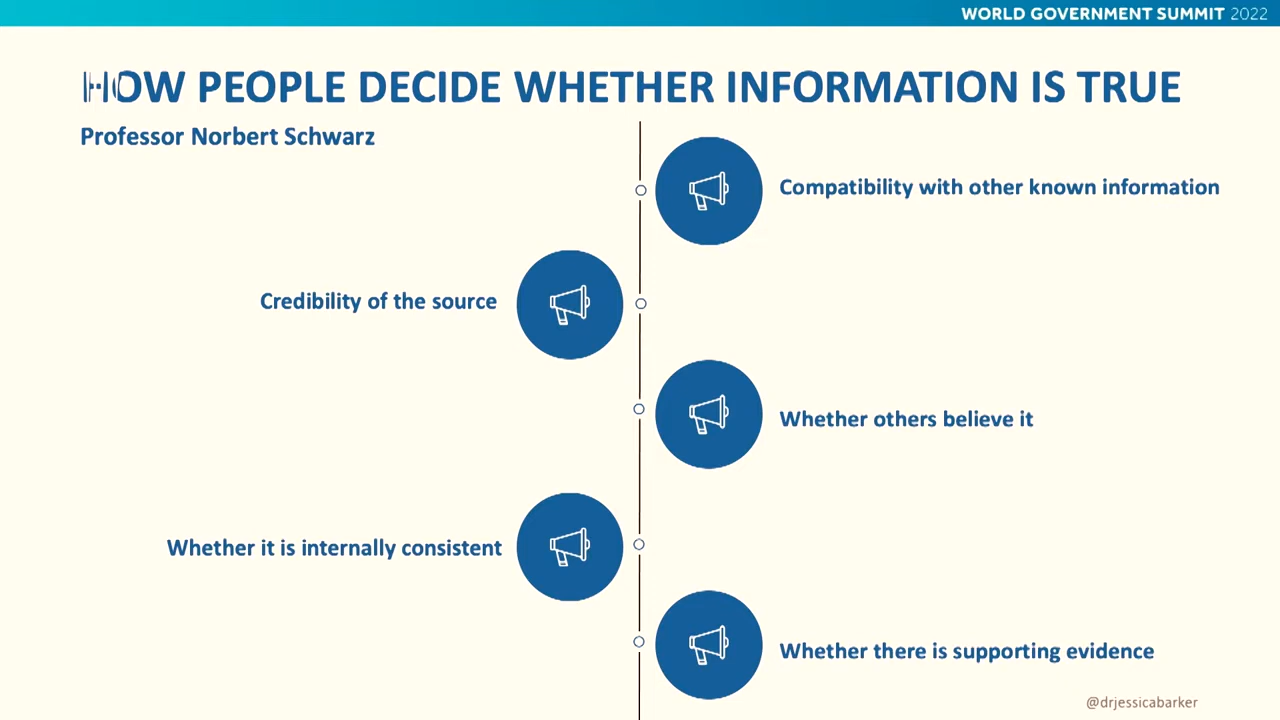 WORLD GOVERNMENT SUMMIT 2022
HOW PEOPLE DECIDE WHETHER INFORMATION IS TRUE
Professor Norbert Schwarz
Compatibility with other known information
Credibility of the source
Whether others believe it
Whether it is internally consistent
Whether there is supporting evidence
@drjessicabarker